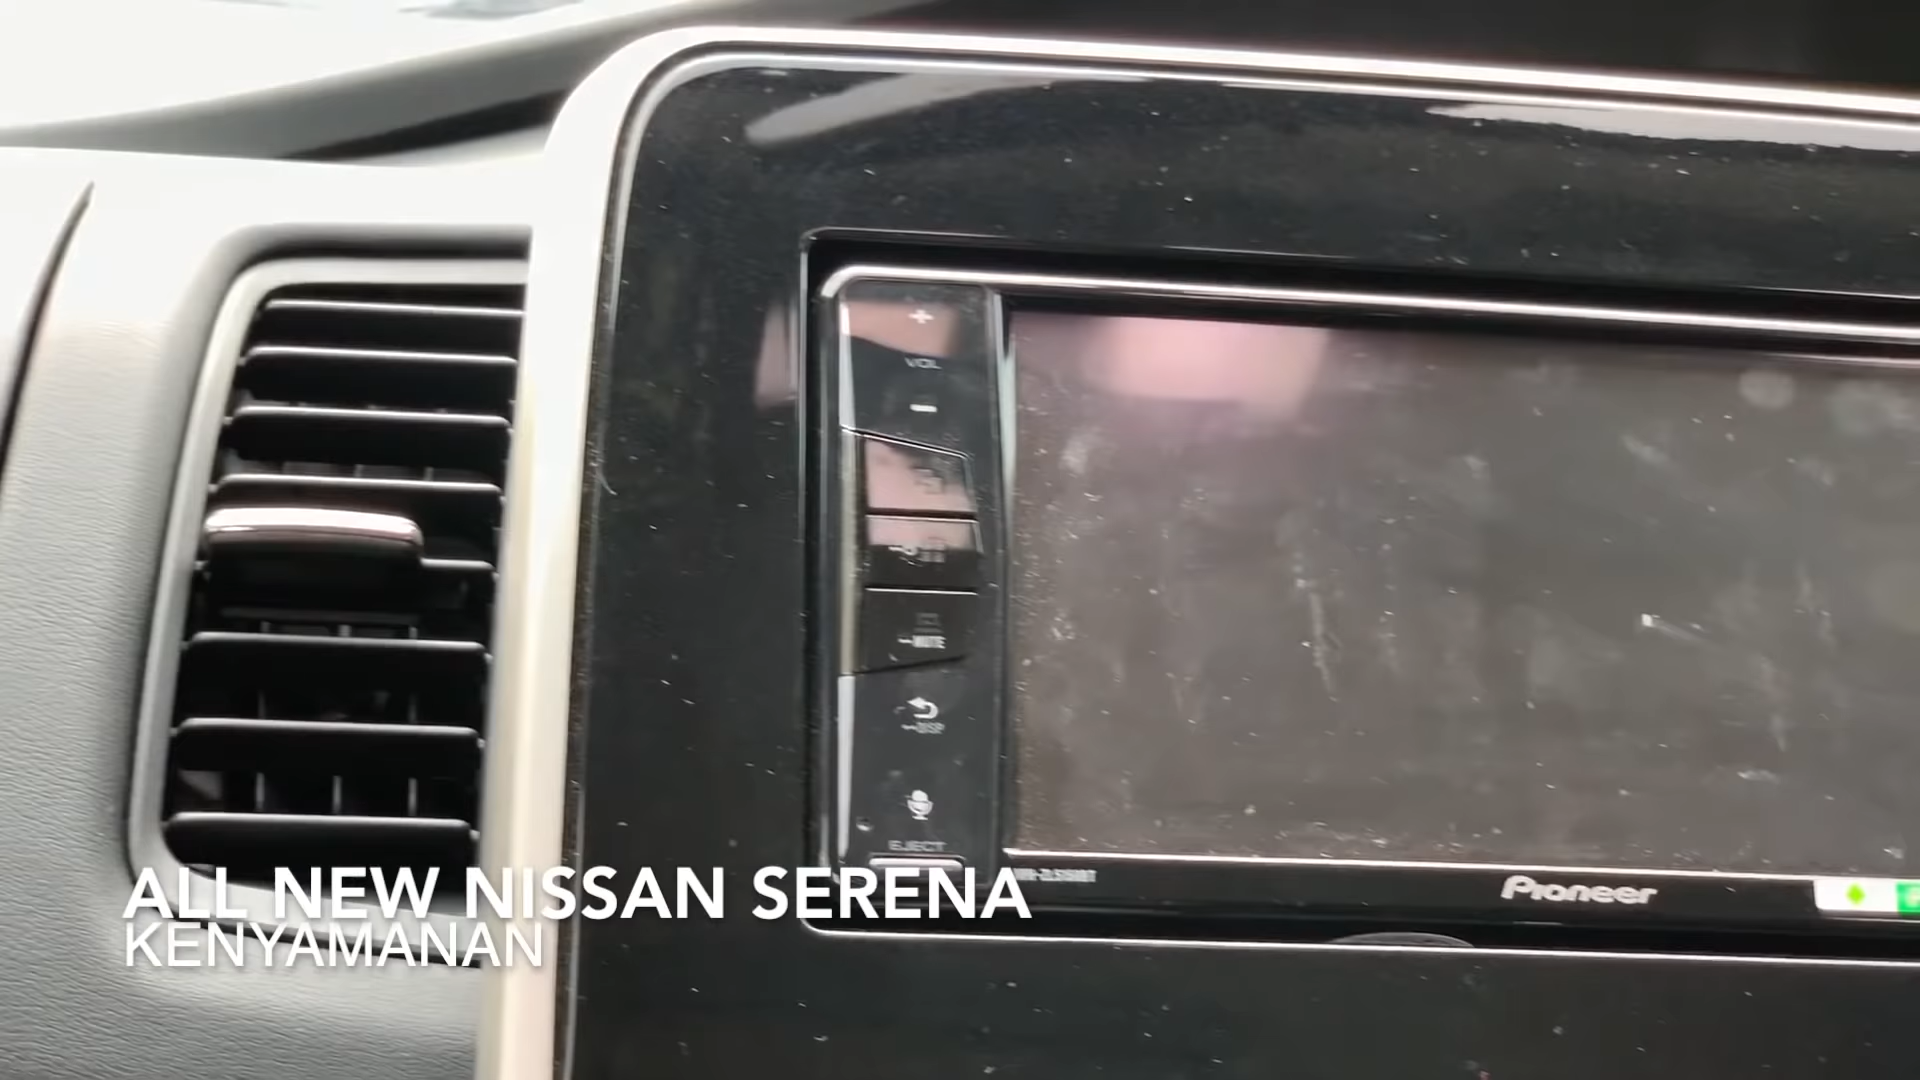 +
VOL
-
MUTE
DISP
EJECT
Pioneer
ALL NEW NISSAN SERENA
KENYAMANAN